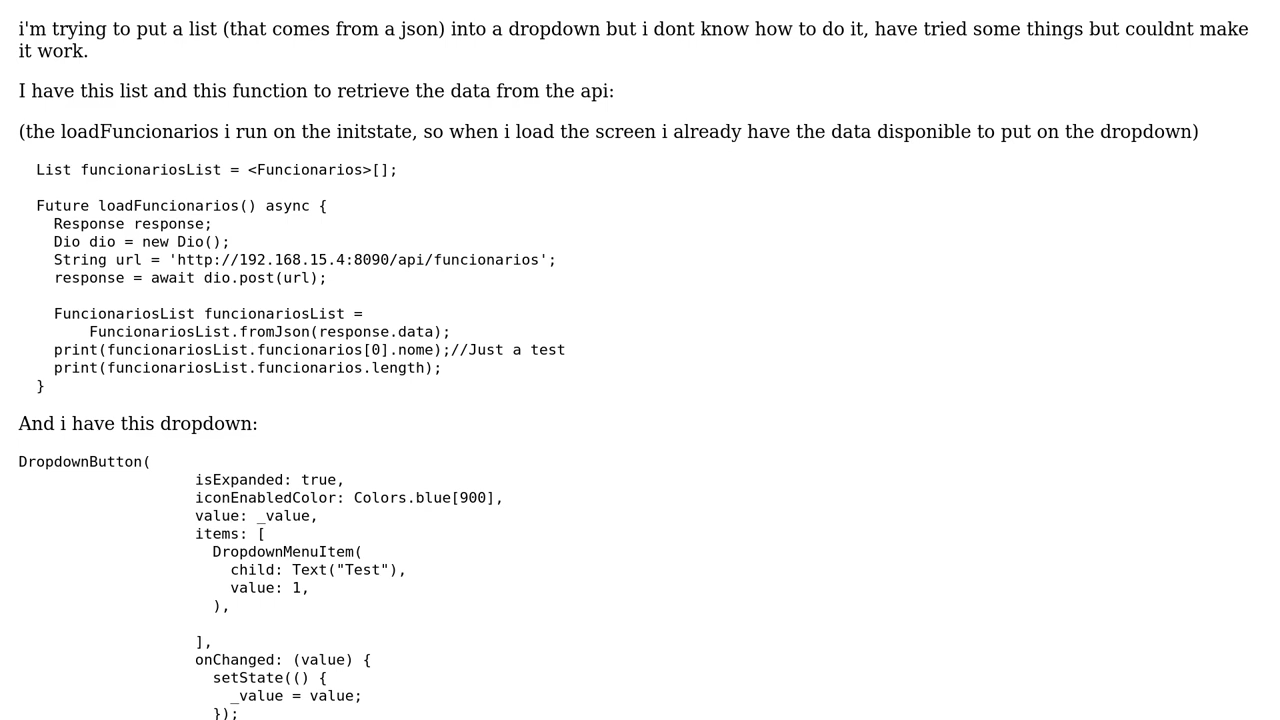 i'm trying to put a list (that comes from a json) into a dropdown but i dont know how to do it, have tried some things but couldnt make
it work.
I have this list and this function to retrieve the data from the api:
(the loadFuncionarios i run on the initstate, so when i load the screen i already have the data disponible to put on the dropdown)
  List funcionariosList = <Funcionarios>[];

  Future loadFuncionarios() async {
    Response response;
    Dio dio = new Dio();
    String url = 'http://192.168.15.4:8090/api/funcionarios';
    response = await dio.post(url);

    FuncionariosList funcionariosList =
        FuncionariosList.fromJson(response.data);
    print(funcionariosList.funcionarios[0].nome);//Just a test
    print(funcionariosList.funcionarios.length);
  }
And i have this dropdown:
DropdownButton(
                    isExpanded: true,
                    iconEnabledColor: Colors.blue[900],
                    value: _value,
                    items: [
                      DropdownMenuItem(
                        child: Text("Test"),
                        value: 1,
                      ),

                    ],
                    onChanged: (value) {
                      setState(() {
                        _value = value;
                      });